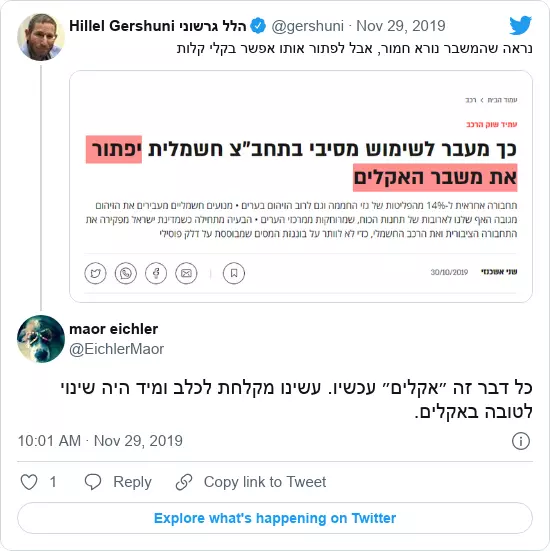 Hillel Gershuni הלל גרשוני @gershuni · Nov 29, 2019
נראה שהמשבר נורא חמור, אבל לפתור אותו אפשר בקלי קלות
עמוד הבית › רכב
עתיד שוק הרכב
כך מעבר לשימוש מסיבי בתחב"צ חשמלית יפתור
את משבר האקלים
תחבורה אחראית ל-14% מהפליטות של גזי החממה וגם לרוב הזיהום בערים • מנועים חשמליים מעבירים את הזיהום
מגובה האף שלנו לארובות של תחנות הכוח, שמרוחקות ממרכזי הערים • הבעיה מתחילה כשמדינת ישראל מפקירה את
התחבורה הציבורית ואת הרכב החשמלי, כדי לא לוותר על בוננזת המסים שמבוססת על דלק פוסילי
שני אשכנזי 30/10/2019
maor eichler
@EichlerMaor
כל דבר זה ״אקלים״ עכשיו. עשינו מקלחת לכלב ומיד היה שינוי
לטובה באקלים.
10:01 AM · Nov 29, 2019
1 Reply Copy link to Tweet
Explore what's happening on Twitter